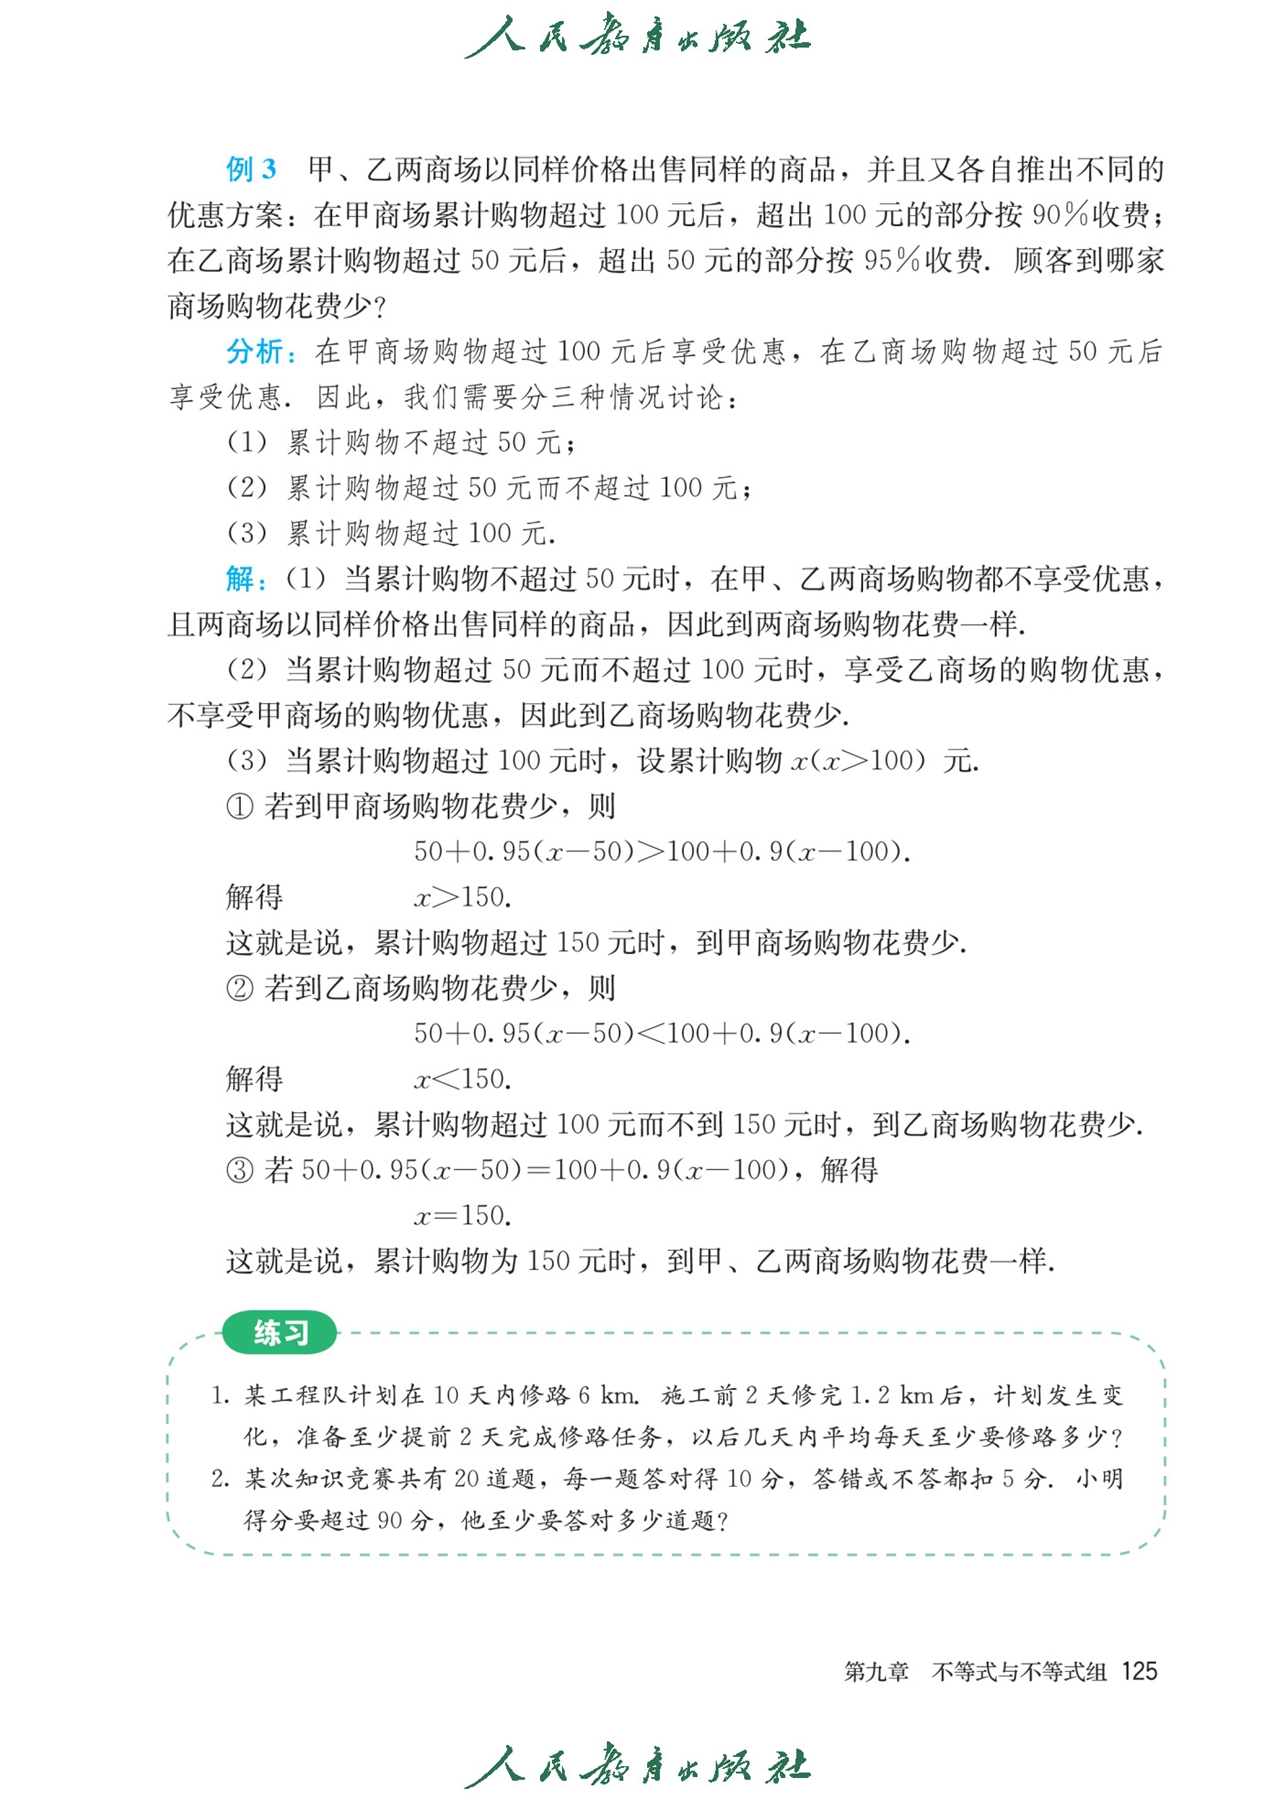 人民教育出版社
例3 甲、乙两商场以同样价格出售同样的商品，并且又各自推出不同的
优惠方案：在甲商场累计购物超过 100 元后，超出 100 元的部分按 90%收费；
在乙商场累计购物超过 50 元后，超出 50 元的部分按 95%收费. 顾客到哪家
商场购物花费少？
分析：在甲商场购物超过 100 元后享受优惠，在乙商场购物超过 50 元后
享受优惠. 因此，我们需要分三种情况讨论：
（1）累计购物不超过 50 元；
（2）累计购物超过 50 元而不超过 100 元；
（3）累计购物超过 100 元.
解：（1）当累计购物不超过 50 元时，在甲、乙两商场购物都不享受优惠，
且两商场以同样价格出售同样的商品，因此到两商场购物花费一样.
（2）当累计购物超过 50 元而不超过 100 元时，享受乙商场的购物优惠，
不享受甲商场的购物优惠，因此到乙商场购物花费少.
（3）当累计购物超过 100 元时，设累计购物 x(x>100) 元.
① 若到甲商场购物花费少，则
50+0.95(x-50)>100+0.9(x-100).
解得 x>150.
这就是说，累计购物超过 150 元时，到甲商场购物花费少.
② 若到乙商场购物花费少，则
50+0.95(x-50)<100+0.9(x-100).
解得 x<150.
这就是说，累计购物超过 100 元而不到 150 元时，到乙商场购物花费少.
③ 若 50+0.95(x-50)=100+0.9(x-100)，解得
x=150.
这就是说，累计购物为 150 元时，到甲、乙两商场购物花费一样.
练习
1. 某工程队计划在 10 天内修路 6 km. 施工前 2 天修完 1.2 km后，计划发生变
化，准备至少提前 2 天完成修路任务，以后几天内平均每天至少要修路多少？
2. 某次知识竞赛共有 20 道题，每一题答对得 10 分，答错或不答都扣 5 分. 小明
得分要超过 90 分，他至少要答对多少道题？
第九章 不等式与不等式组 125
人民教育出版社